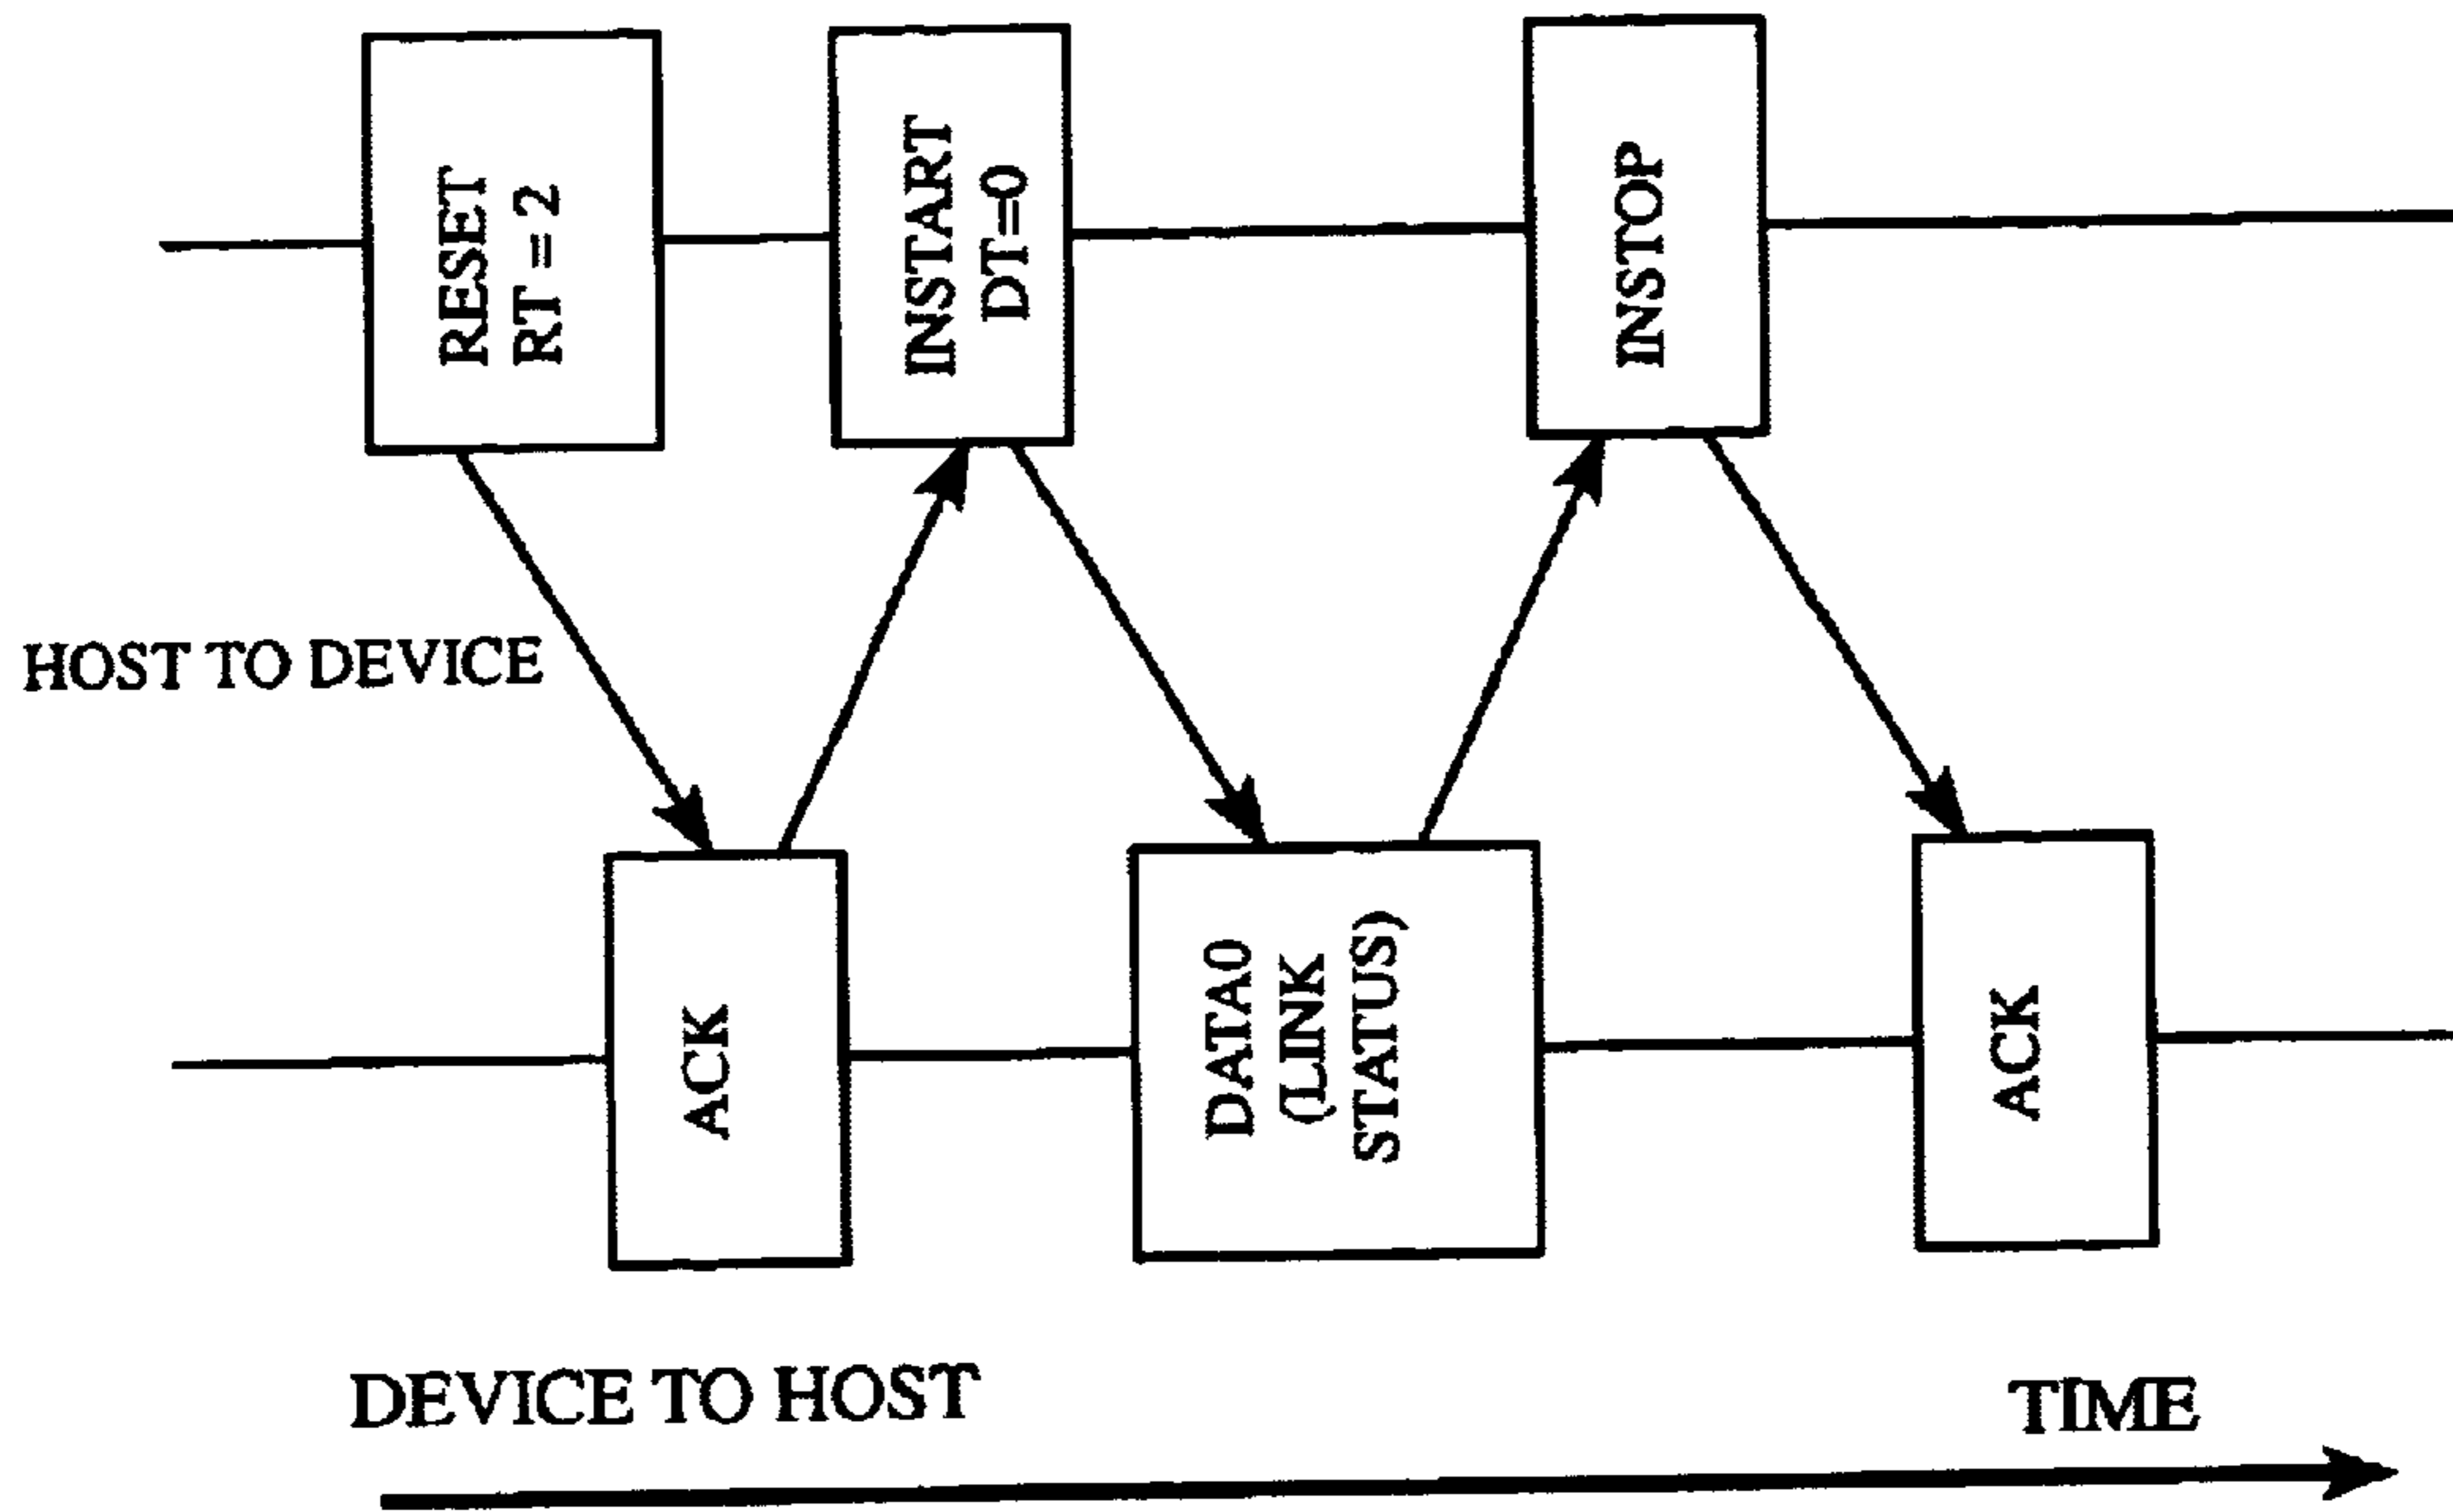 RESET
RT = 2
INSTART
DT=0
INSTOP
HOST TO DEVICE
ACK
DATA0
(LINK
STATUS)
ACK
DEVICE TO HOST
TIME